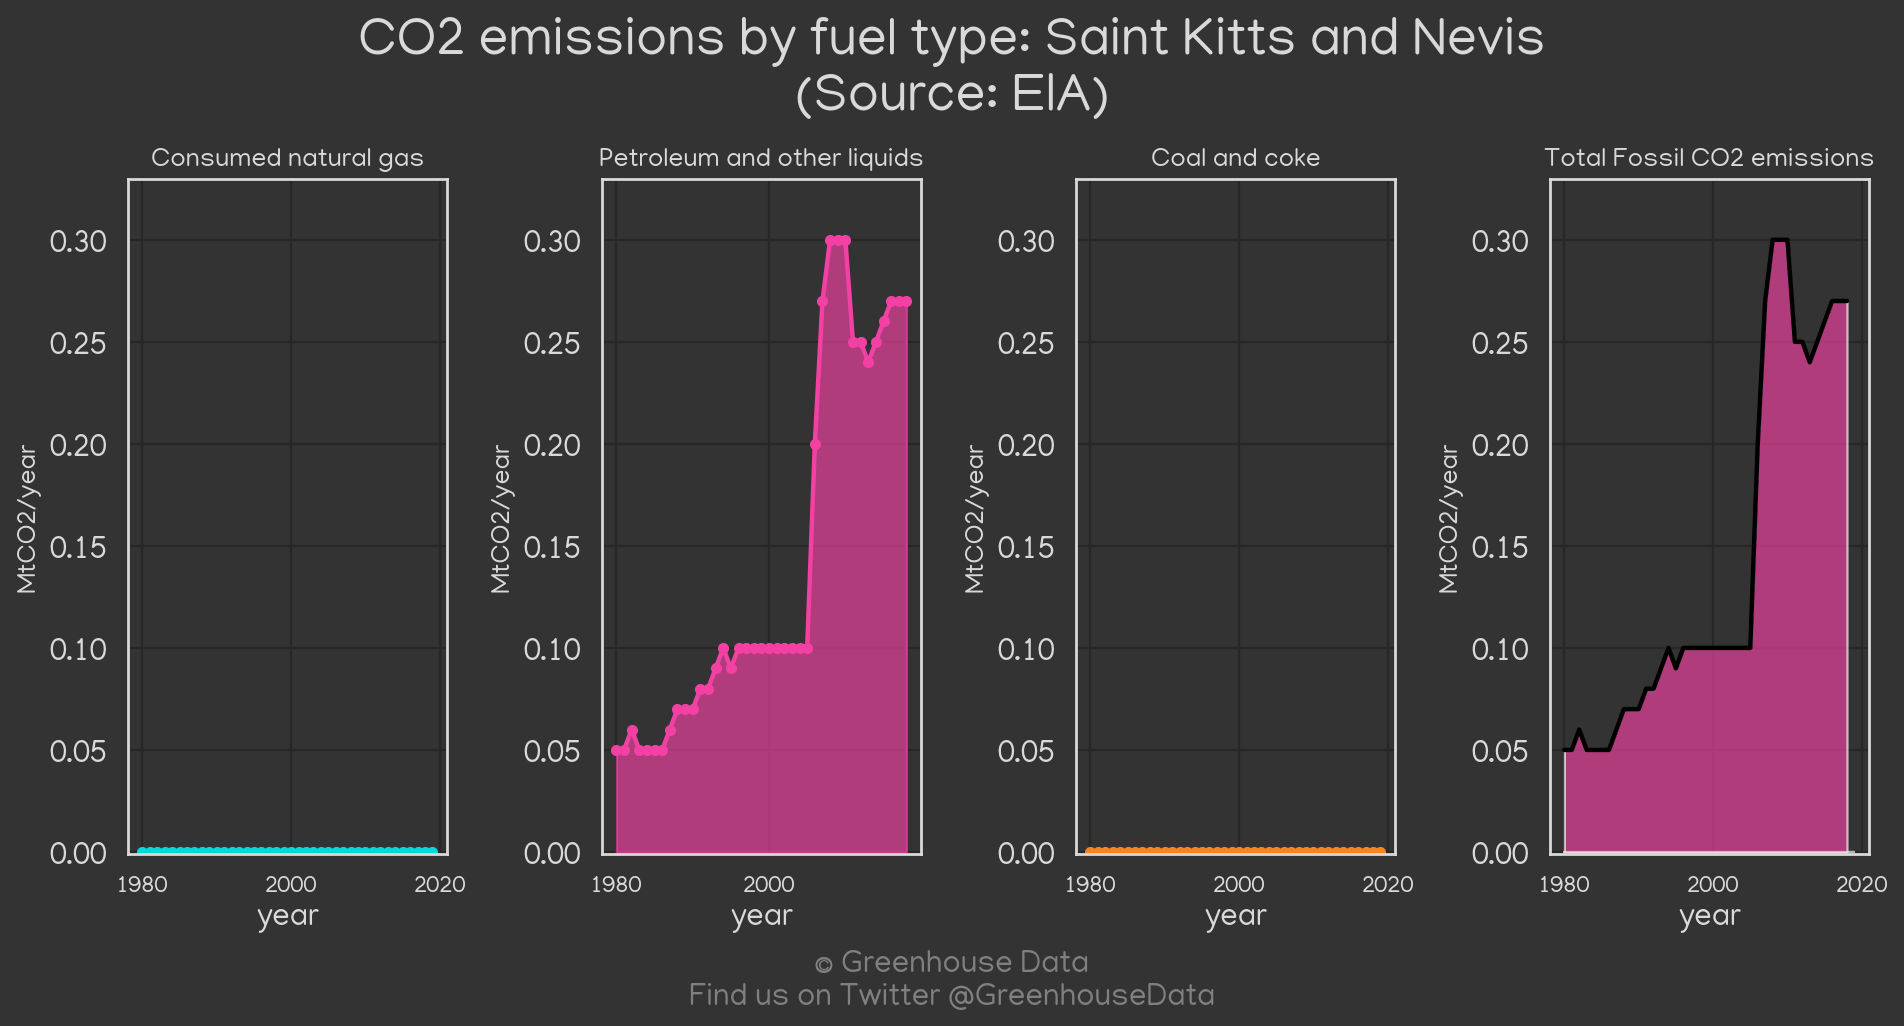 CO2 emissions by fuel type: Saint Kitts and Nevis
(Source: EIA)
Consumed natural gas
MtCO2/year
0.30
0.25
0.20
0.15
0.10
0.05
0.00
1980 2000 2020
year
Petroleum and other liquids
MtCO2/year
0.30
0.25
0.20
0.15
0.10
0.05
0.00
1980 2000
year
Coal and coke
MtCO2/year
0.30
0.25
0.20
0.15
0.10
0.05
0.00
1980 2000 2020
year
Total Fossil CO2 emissions
MtCO2/year
0.30
0.25
0.20
0.15
0.10
0.05
0.00
1980 2000 2020
year
© Greenhouse Data
Find us on Twitter @GreenhouseData